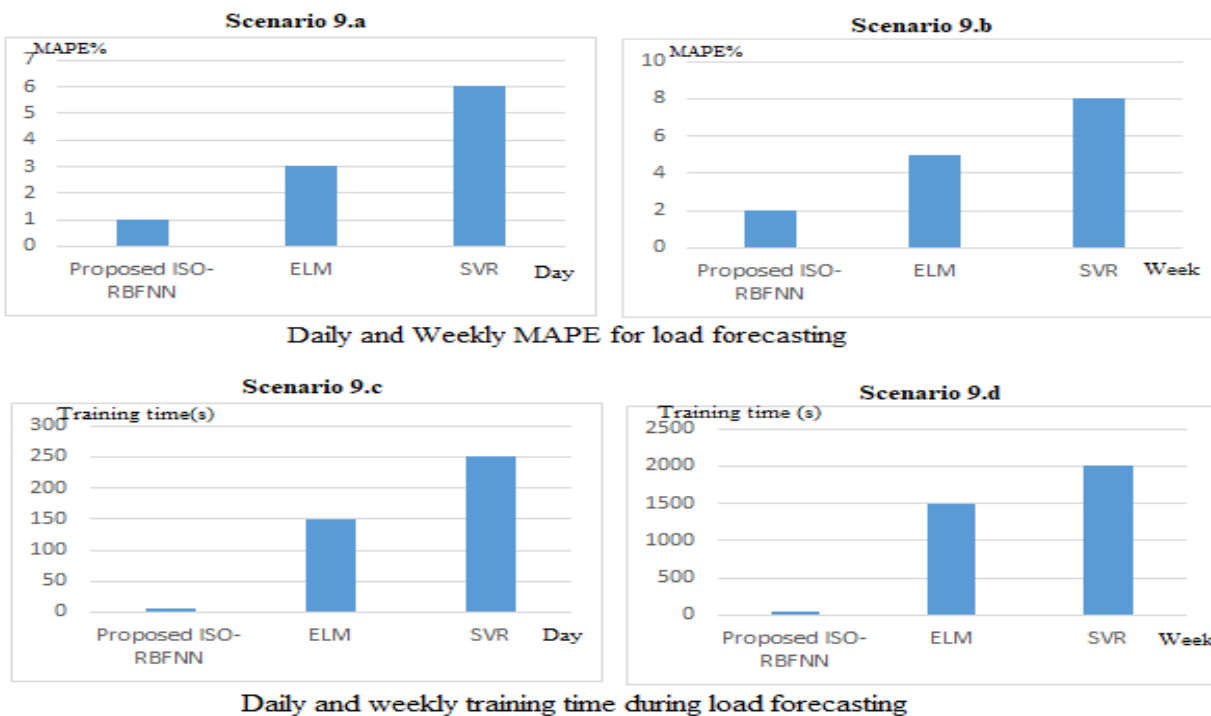 Scenario 9.a
MAPE%
7
6
5
4
3
2
1
0
Proposed ISO-
RBFNN
ELM
SVR
Day
Scenario 9.b
MAPE%
10
8
6
4
2
0
Proposed ISO-
RBFNN
ELM
SVR
Week
Daily and Weekly MAPE for load forecasting
Scenario 9.c
Training time(s)
300
250
200
150
100
50
0
Proposed ISO-
RBFNN
ELM
SVR
Day
Scenario 9.d
Training time (s)
2500
2000
1500
1000
500
0
Proposed ISO-
RBFNN
ELM
SVR
Week
Daily and weekly training time during load forecasting